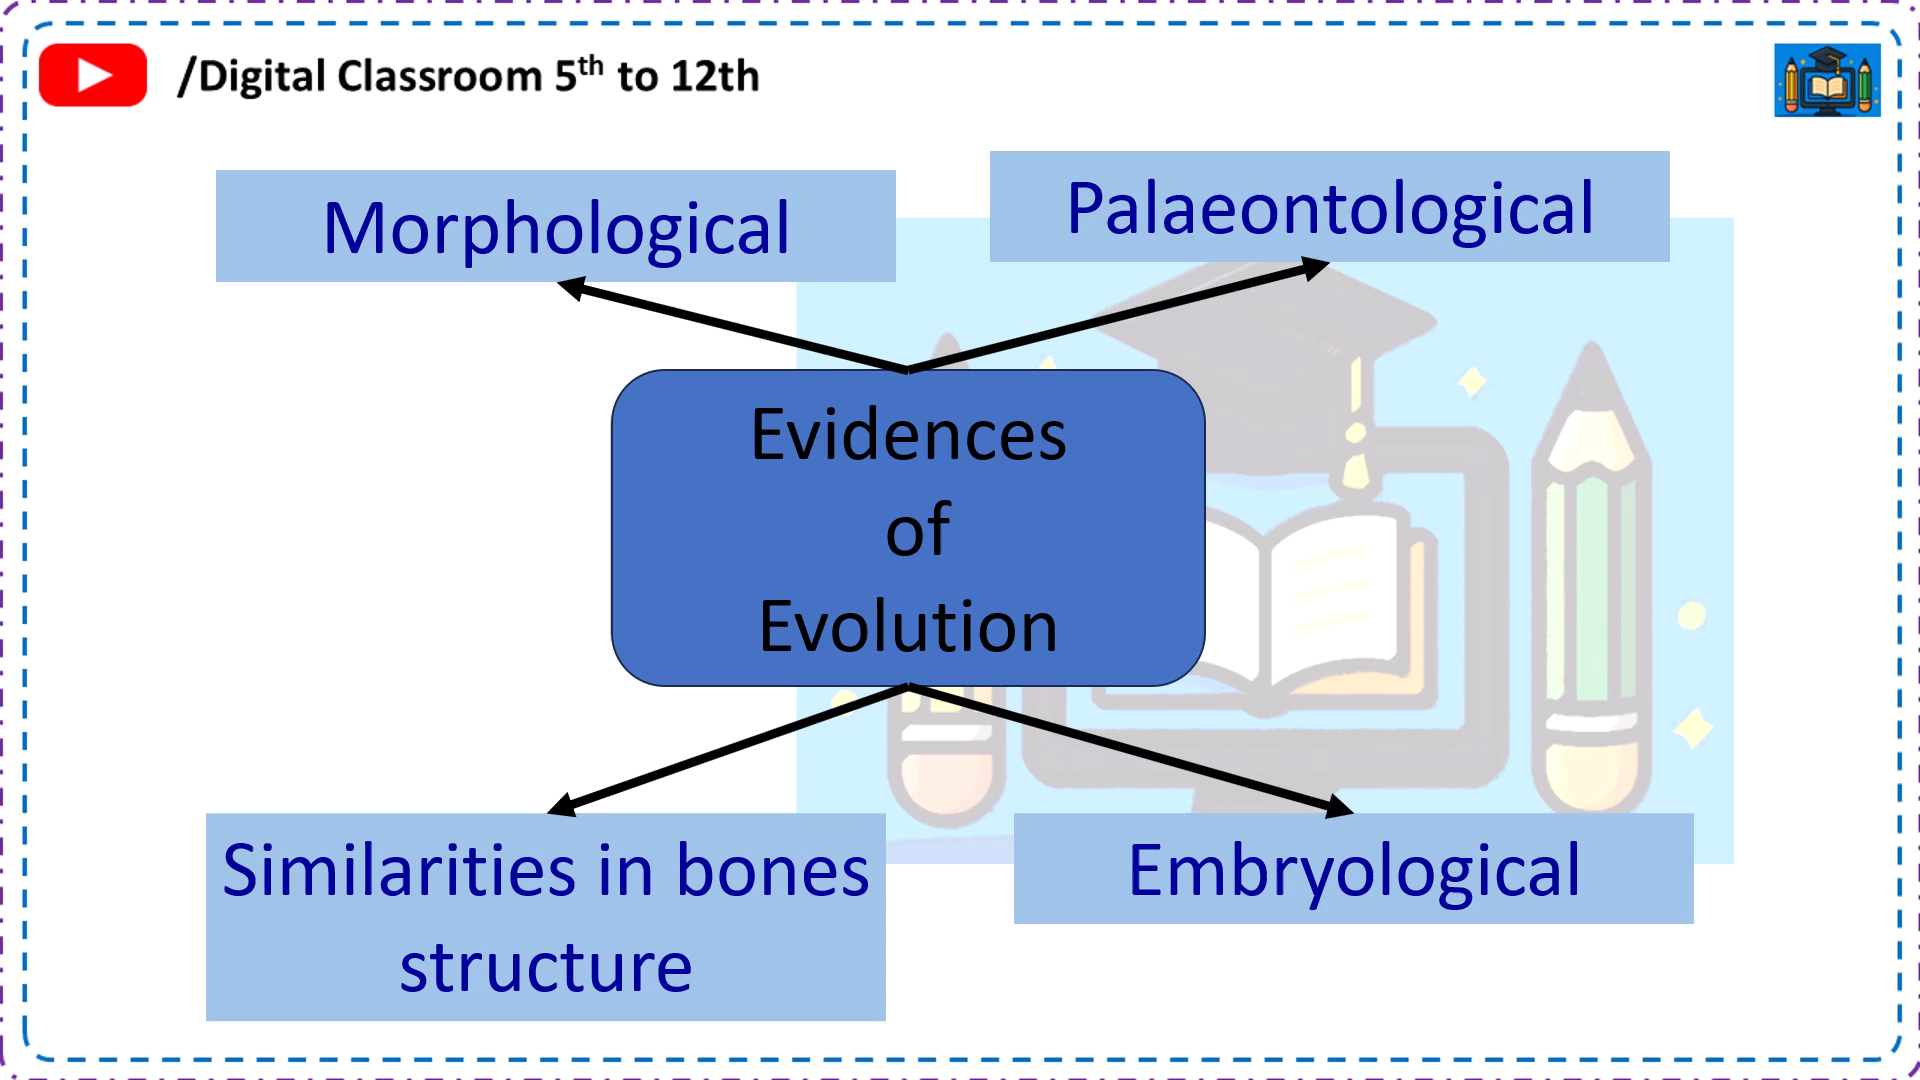 /Digital Classroom 5th to 12th
Morphological
Palaeontological
Evidences
of
Evolution
Similarities in bones
structure
Embryological